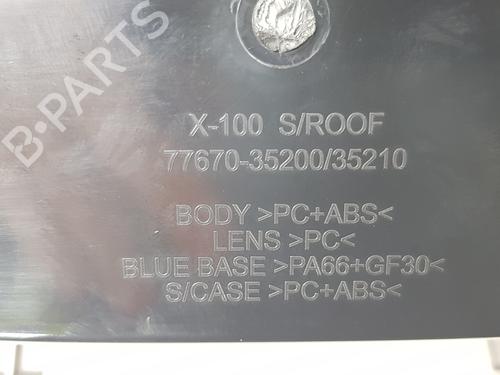 B-PARTS
X-100 S/ROOF
77670-35200/35210
BODY >PC+ABS<
LENS >PC<
BLUE BASE >PA66+GF30<
S/CASE >PC+ABS<